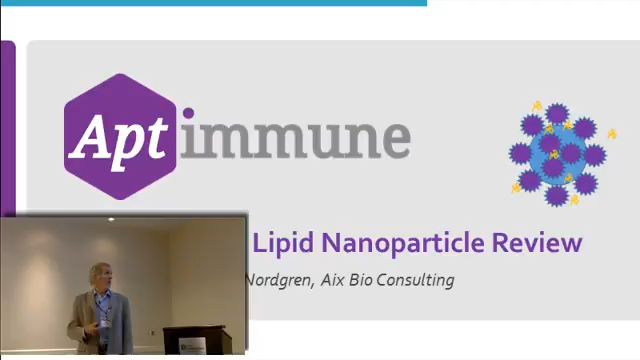 Aptimmune
Lipid Nanoparticle Review
Nordgren, Aix Bio Consulting